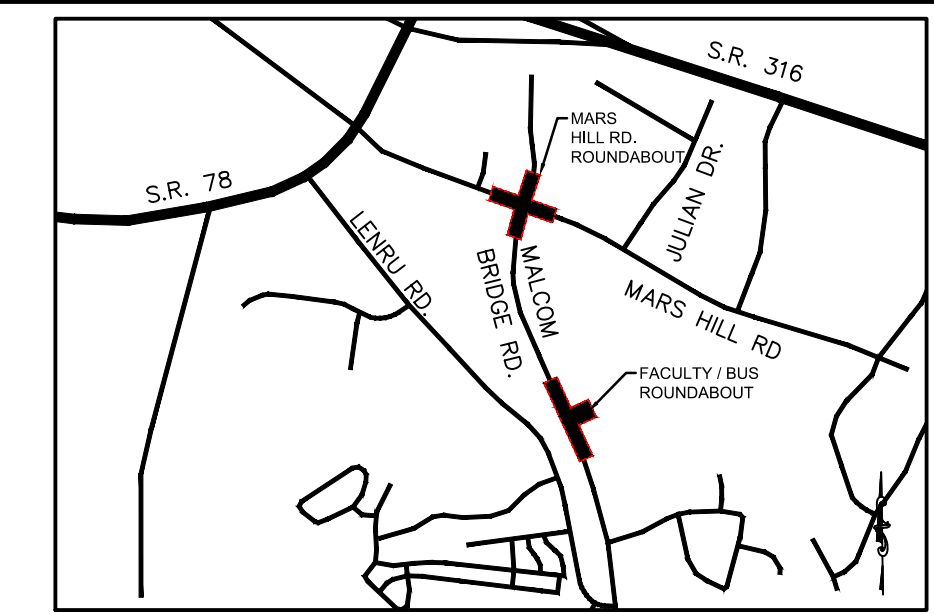 S.R. 316
MARS
HILL RD.
ROUNDABOUT
JULIAN DR.
S.R. 78
LENRU RD.
MALCOM
BRIDGE RD.
MARS HILL RD
FACULTY / BUS
ROUNDABOUT